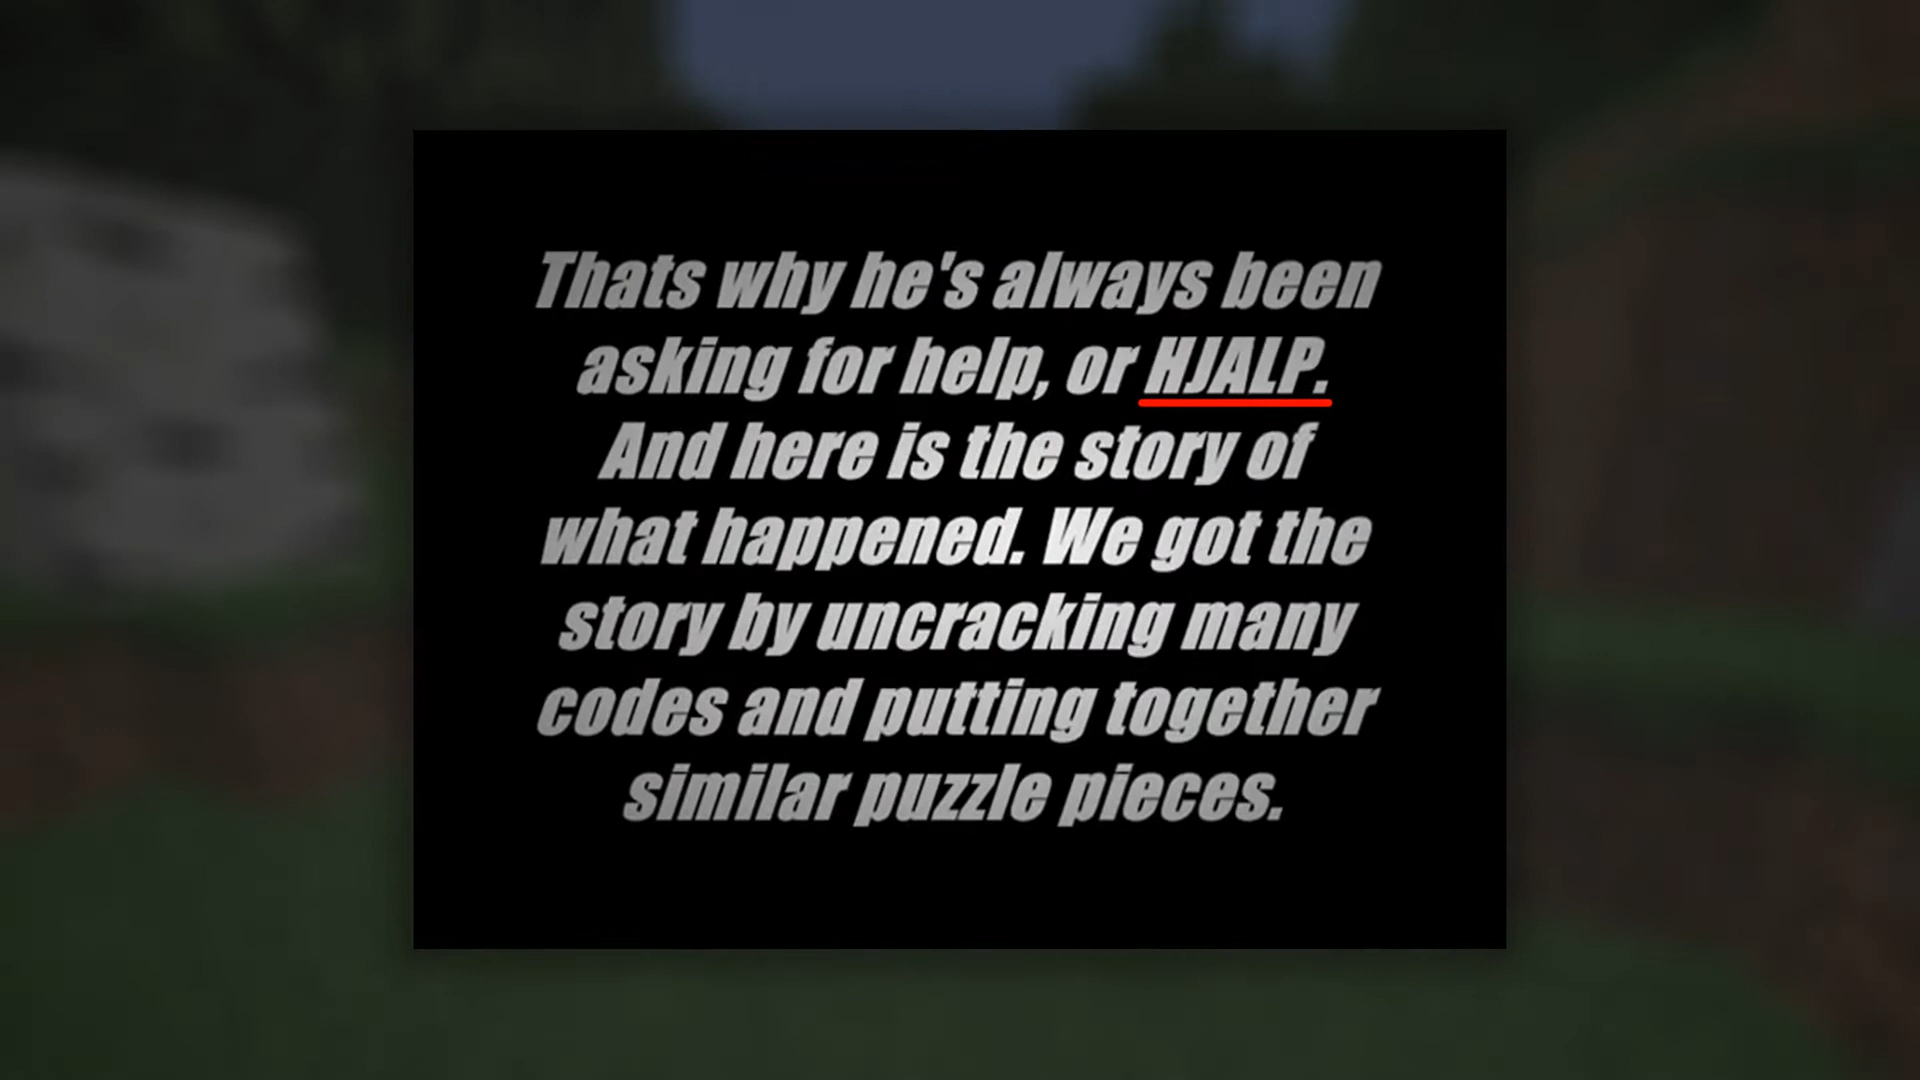 Thats why he's always been
asking for help, or HJALP.
And here is the story of
what happened. We got the
story by uncracking many
codes and putting together
similar puzzle pieces.